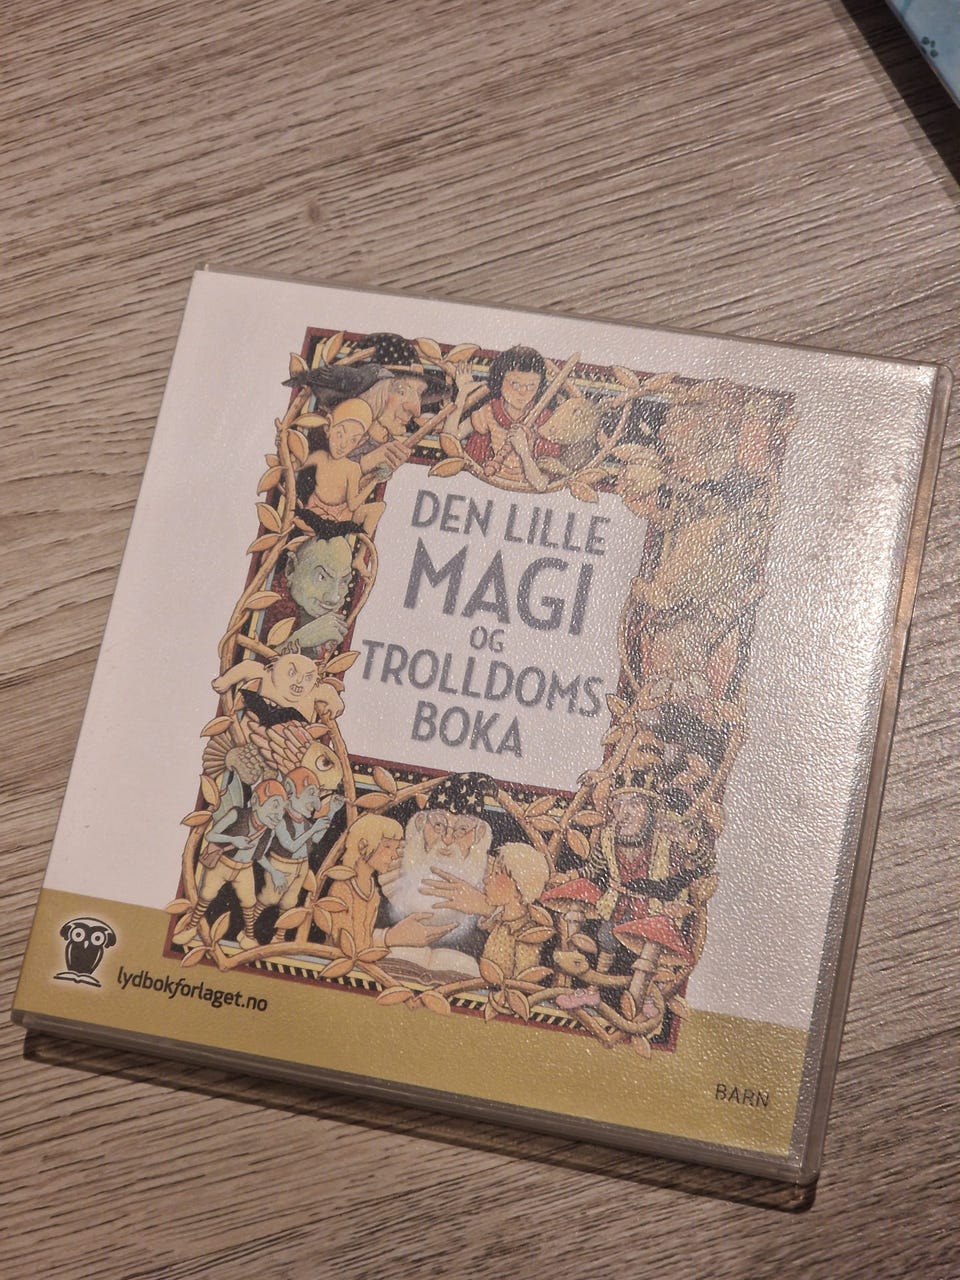 DEN LILLE
MAGI
OG
TROLLDOMS
BOKA
lydbokforlaget.no
BARN